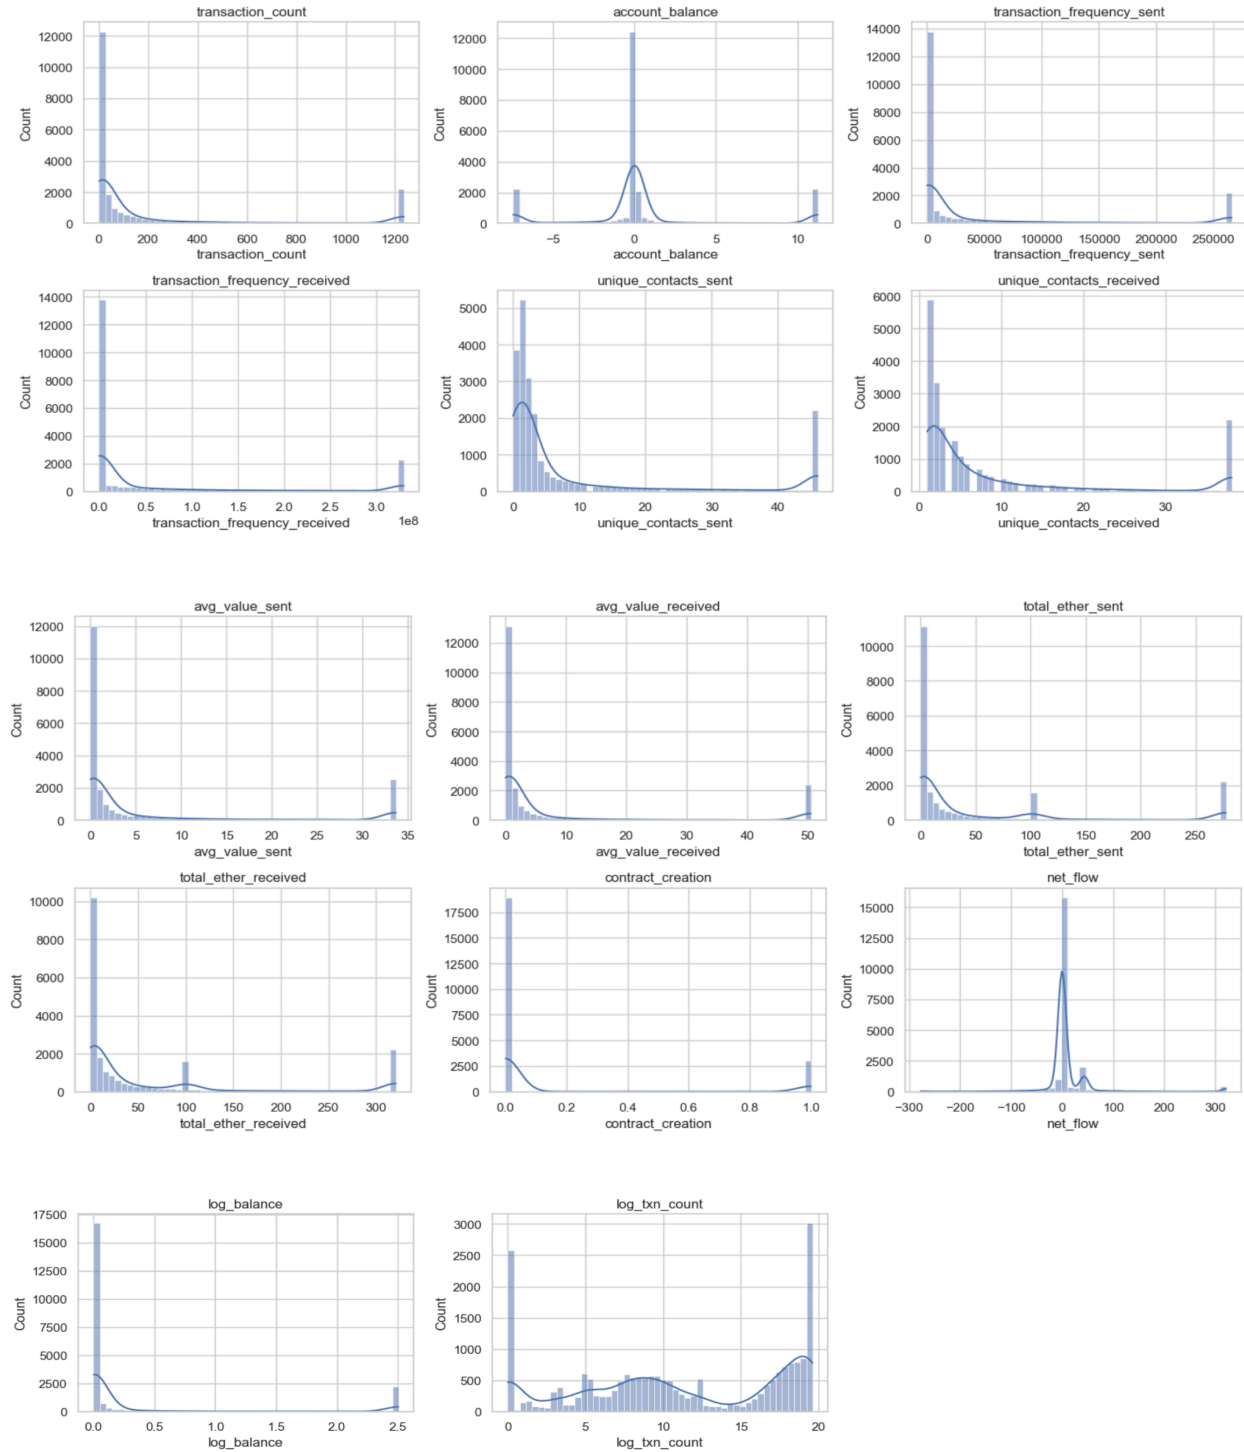 transaction_count account_balance transaction_frequency_sent
12000 10000 8000 6000 4000 2000 0
Count
0 200 400 600 800 1000 1200
transaction_count
12000 10000 8000 6000 4000 2000 0
Count
−5 0 5 10
account_balance
14000 12000 10000 8000 6000 4000 2000 0
Count
0 50000 100000 150000 200000 250000
transaction_frequency_sent
transaction_frequency_received unique_contacts_sent unique_contacts_received
14000 12000 10000 8000 6000 4000 2000 0
Count
0.0 0.5 1.0 1.5 2.0 2.5 3.0
1e8
transaction_frequency_received
5000 4000 3000 2000 1000 0
Count
0 10 20 30 40
unique_contacts_sent
6000 5000 4000 3000 2000 1000 0
Count
0 10 20 30
unique_contacts_received
avg_value_sent avg_value_received total_ether_sent
12000 10000 8000 6000 4000 2000 0
Count
0 5 10 15 20 25 30 35
avg_value_sent
12000 10000 8000 6000 4000 2000 0
Count
0 10 20 30 40 50
avg_value_received
10000 8000 6000 4000 2000 0
Count
0 50 100 150 200 250
total_ether_sent
total_ether_received contract_creation net_flow
10000 8000 6000 4000 2000 0
Count
0 50 100 150 200 250 300
total_ether_received
17500 15000 12500 10000 7500 5000 2500 0
Count
0.0 0.2 0.4 0.6 0.8 1.0
contract_creation
15000 12500 10000 7500 5000 2500 0
Count
−300 −200 −100 0 100 200 300
net_flow
log_balance log_txn_count
17500 15000 12500 10000 7500 5000 2500 0
Count
0.0 0.5 1.0 1.5 2.0 2.5
log_balance
3000 2500 2000 1500 1000 500 0
Count
0 5 10 15 20
log_txn_count